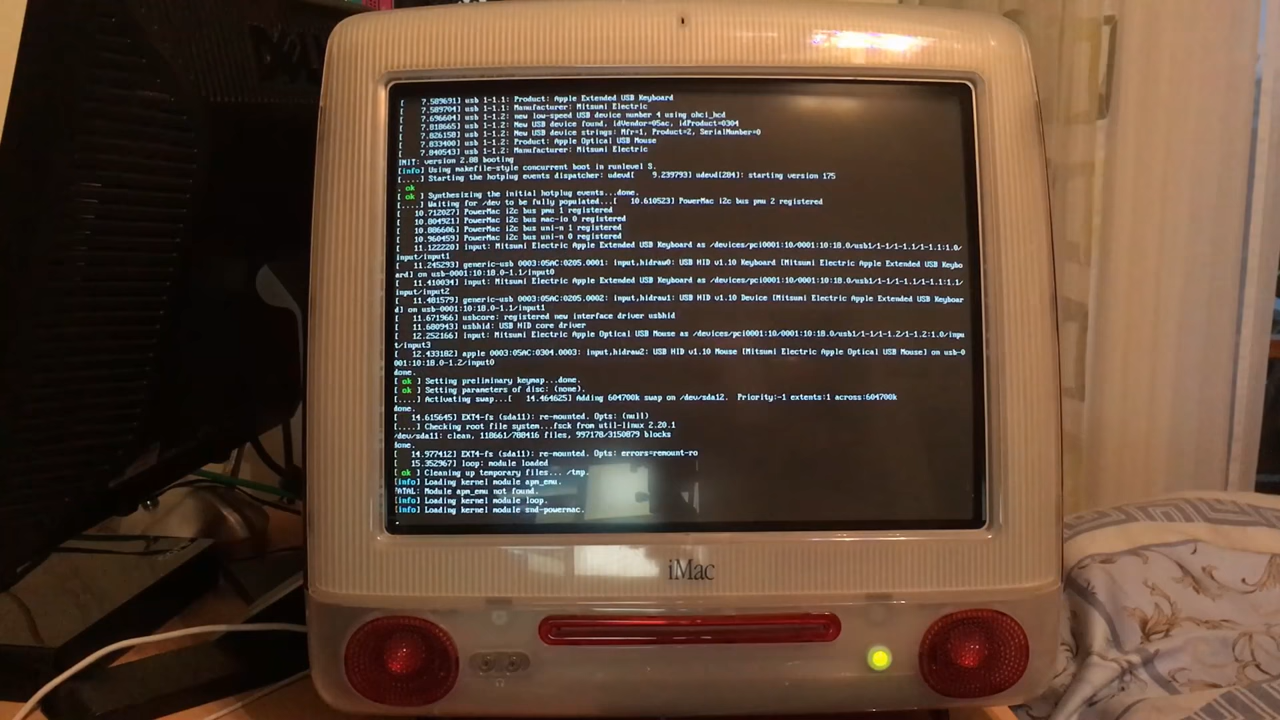 [    7.589691] usb 1-1.1: Product: Apple Extended USB Keyboard
[    7.589704] usb 1-1.1: Manufacturer: Mitsumi Electric
[    7.696604] usb 1-1.2: new low-speed USB device number 4 using ohci_hcd
[    7.818665] usb 1-1.2: New USB device found, idVendor=05ac, idProduct=0304
[    7.826158] usb 1-1.2: New USB device strings: Mfr=1, Product=2, SerialNumber=0
[    7.833400] usb 1-1.2: Product: Apple Optical USB Mouse
[    7.840543] usb 1-1.2: Manufacturer: Mitsumi Electric
INIT: version 2.88 booting
[info] Using makefile-style concurrent boot in runlevel S.
[....] Starting the hotplug events dispatcher: udevd[    9.239793] udevd[284]: starting version 175
. ok
[ ok ] Synthesizing the initial hotplug events...done.
[....] Waiting for /dev to be fully populated...[   10.610523] PowerMac i2c bus pmu 2 registered
[   10.712027] PowerMac i2c bus pmu 1 registered
[   10.804921] PowerMac i2c bus mac-io 0 registered
[   10.886606] PowerMac i2c bus uni-n 1 registered
[   10.960459] PowerMac i2c bus uni-n 0 registered
[   11.122220] input: Mitsumi Electric Apple Extended USB Keyboard as /devices/pci0001:10/0001:10:18.0/usb1/1-1/1-1.1/1-1.1:1.0/
input/input1
[   11.245293] generic-usb 0003:05AC:0205.0001: input,hidraw0: USB HID v1.10 Keyboard [Mitsumi Electric Apple Extended USB Keybo
ard] on usb-0001:10:18.0-1.1/input0
[   11.410034] input: Mitsumi Electric Apple Extended USB Keyboard as /devices/pci0001:10/0001:10:18.0/usb1/1-1/1-1.1/1-1.1:1.1/
input/input2
[   11.481579] generic-usb 0003:05AC:0205.0002: input,hidraw1: USB HID v1.10 Device [Mitsumi Electric Apple Extended USB Keyboar
d] on usb-0001:10:18.0-1.1/input1
[   11.671966] usbcore: registered new interface driver usbhid
[   11.680943] usbhid: USB HID core driver
[   12.252166] input: Mitsumi Electric Apple Optical USB Mouse as /devices/pci0001:10/0001:10:18.0/usb1/1-1/1-1.2/1-1.2:1.0/inpu
t/input3
[   12.433182] apple 0003:05AC:0304.0003: input,hidraw2: USB HID v1.10 Mouse [Mitsumi Electric Apple Optical USB Mouse] on usb-0
001:10:18.0-1.2/input0
done.
[ ok ] Setting preliminary keymap...done.
[ ok ] Setting parameters of disc: (none).
[....] Activating swap...[   14.464625] Adding 604700k swap on /dev/sda12.  Priority:-1 extents:1 across:604700k
done.
[   14.615645] EXT4-fs (sda11): re-mounted. Opts: (null)
[....] Checking root file system...fsck from util-linux 2.20.1
/dev/sda11: clean, 118661/788416 files, 997178/3150879 blocks
done.
[   14.977412] EXT4-fs (sda11): re-mounted. Opts: errors=remount-ro
[   15.352967] loop: module loaded
[ ok ] Cleaning up temporary files... /tmp.
[info] Loading kernel module apm_emu.
FATAL: Module apm_emu not found.
[info] Loading kernel module loop.
[info] Loading kernel module snd-powermac.
iMac